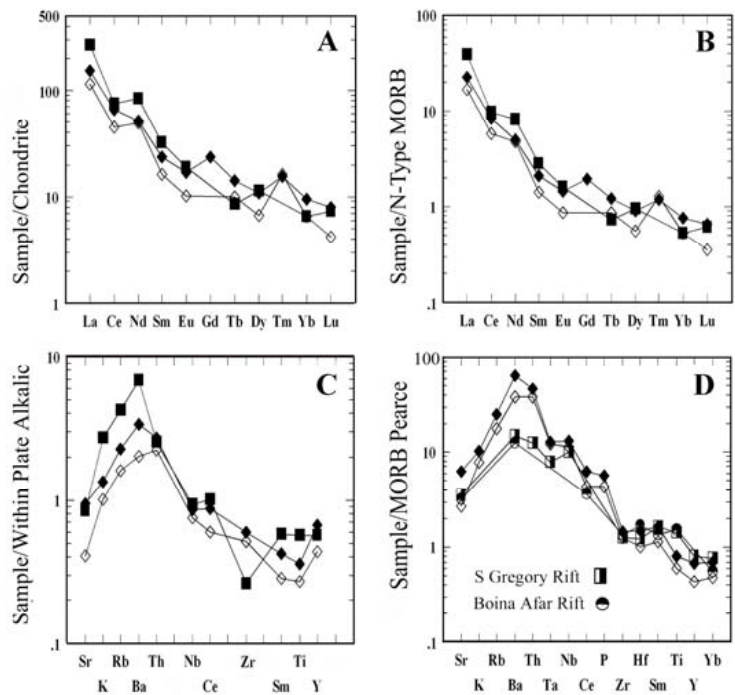 500
100
10
1
Sample/Chondrite
A
La Ce Nd Sm Eu Gd Tb Dy Tm Yb Lu
100
10
1
.1
Sample/N-Type MORB
B
La Ce Nd Sm Eu Gd Tb Dy Tm Yb Lu
10
1
.1
Sample/Within Plate Alkalic
C
Sr Rb Th Nb Zr Ti
K Ba Ce Sm Y
100
10
1
.1
Sample/MORB Pearce
D
S Gregory Rift
Boina Afar Rift
Sr Rb Th Nb P Hf Ti Yb
K Ba Ta Ce Zr Sm Y